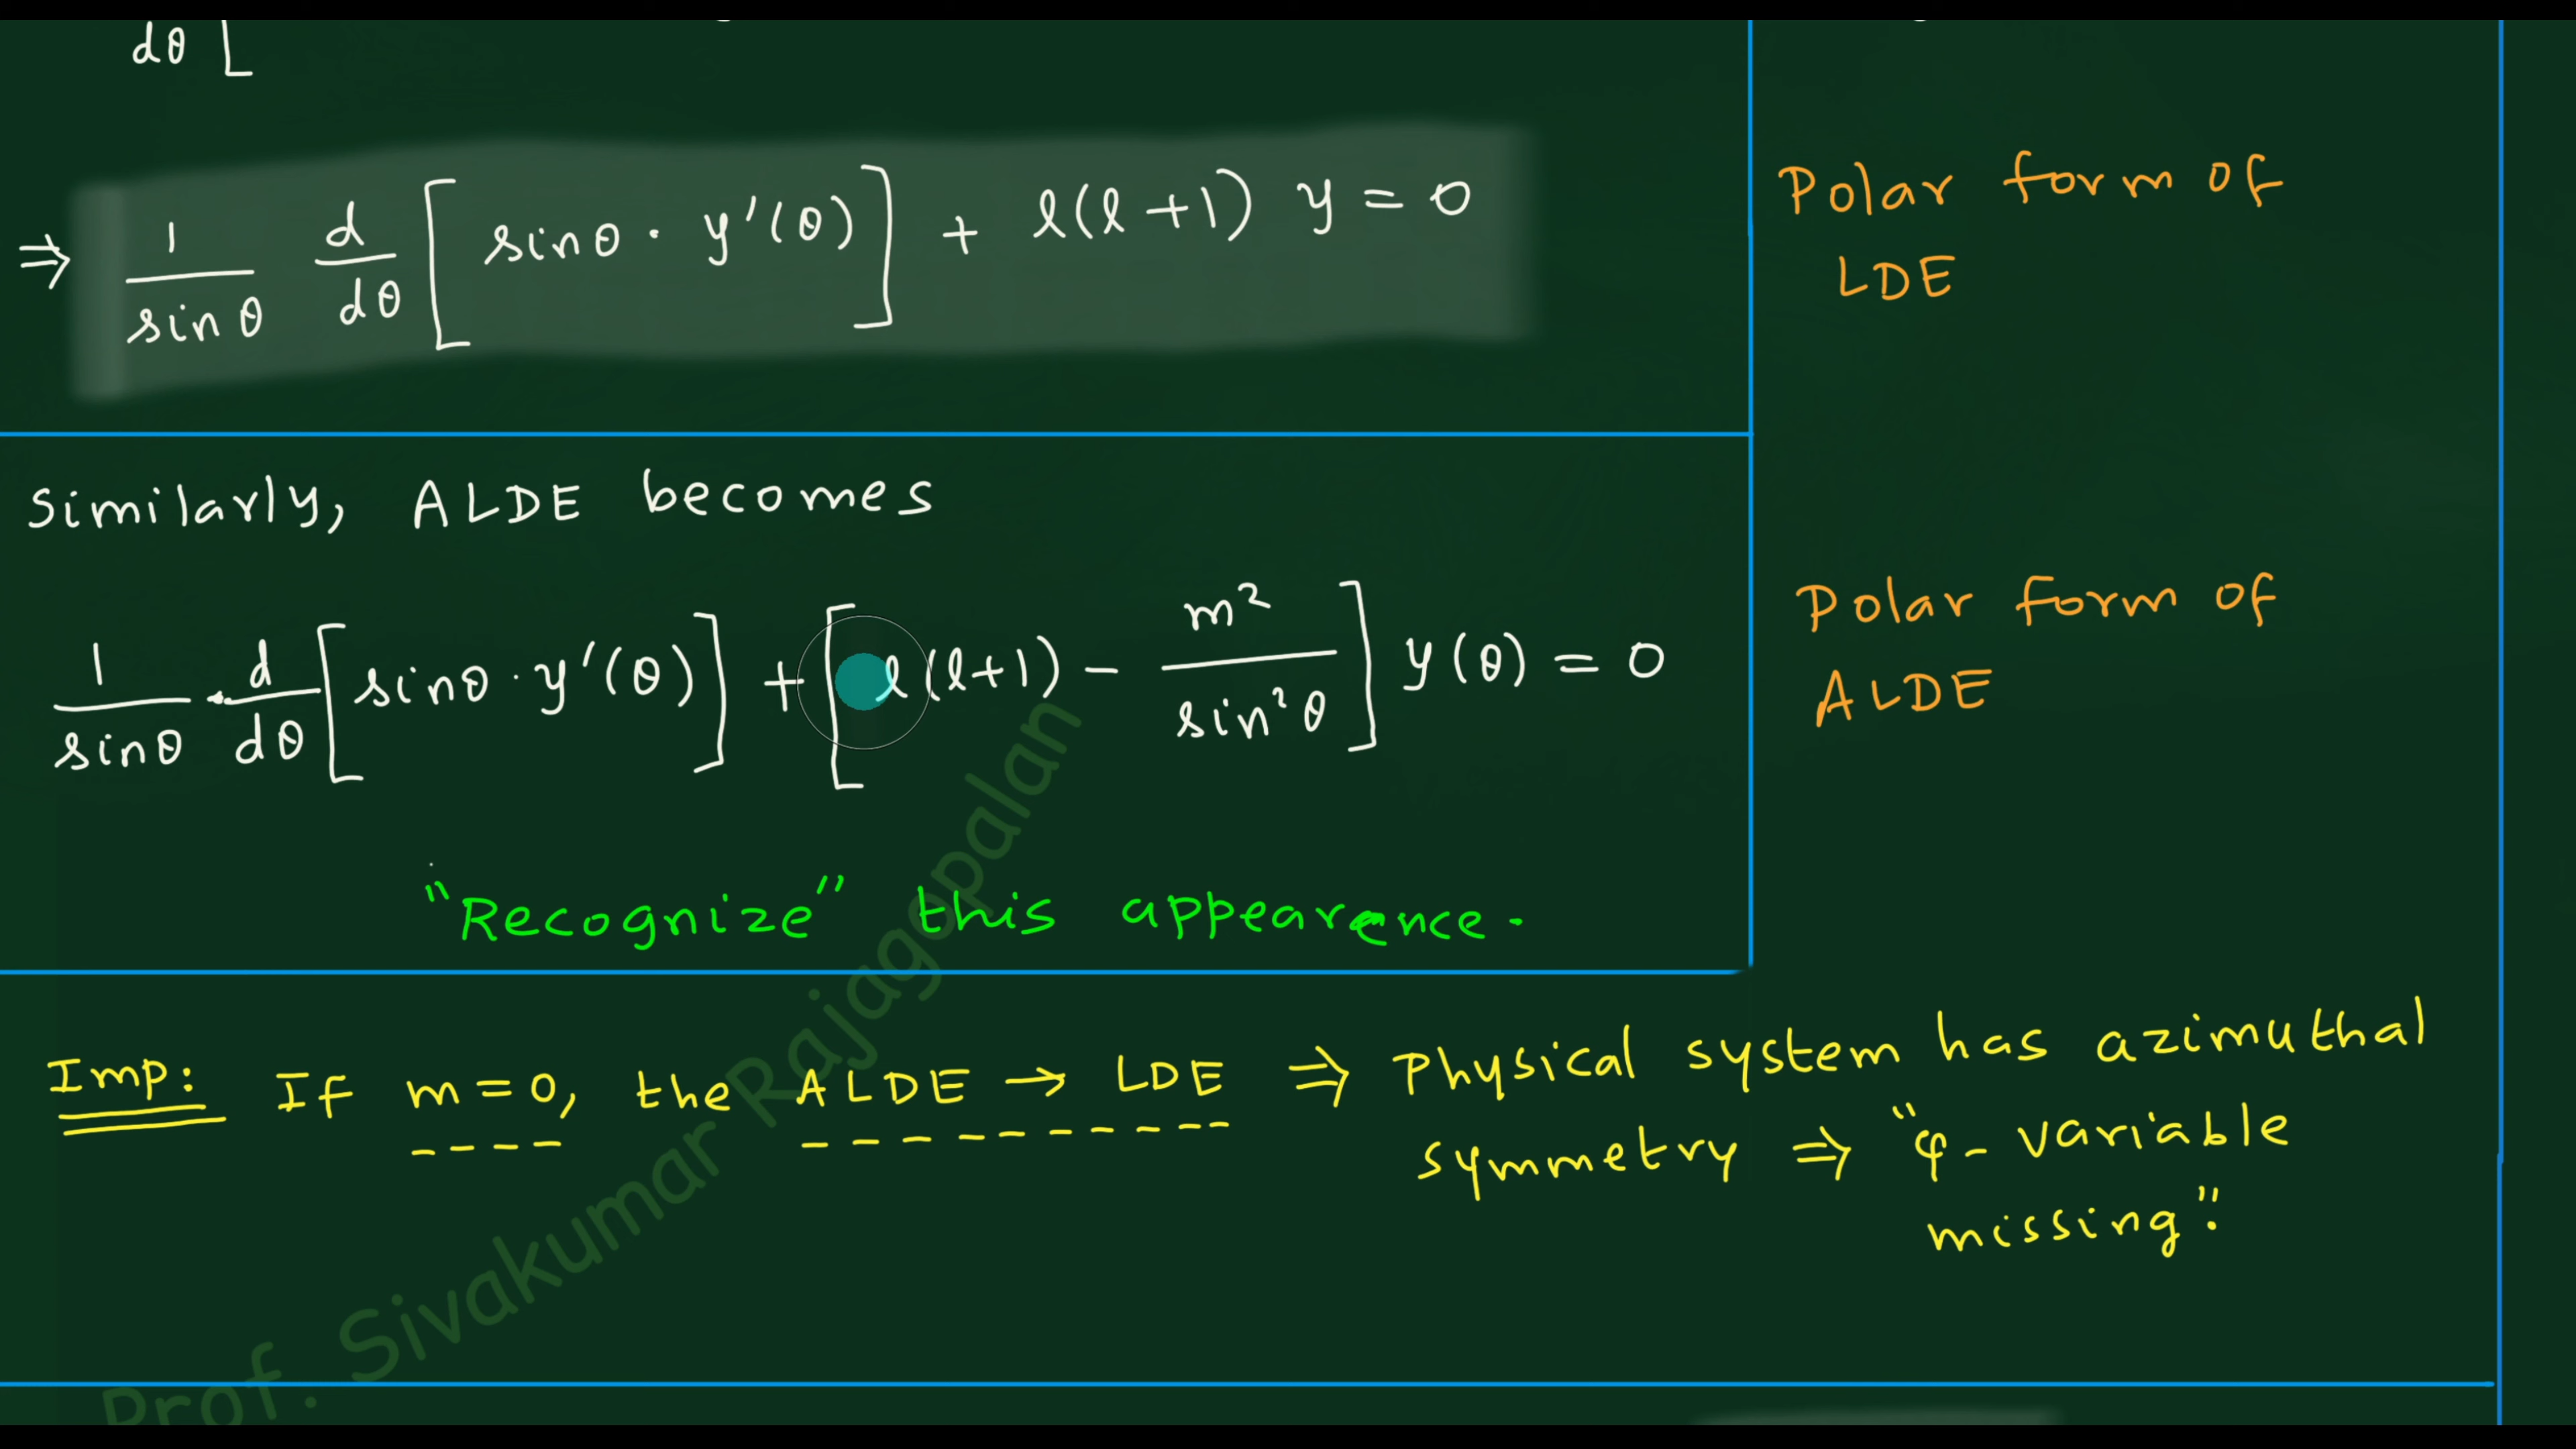 dθ [
⇒ 1/sinθ d/dθ [ sinθ · y'(θ) ] + l(l+1) y = 0
Polar form of
LDE
Similarly, ALDE becomes
1/sinθ · d/dθ [ sinθ · y'(θ) ] + [ l(l+1) − m²/sin²θ ] y(θ) = 0
Polar form of
ALDE
"Recognize" this appearence.
Imp: If m = 0, the ALDE → LDE ⇒ Physical system has azimuthal
symmetry ⇒ "φ - variable
missing".
Prof. Sivakumar Rajagopalan